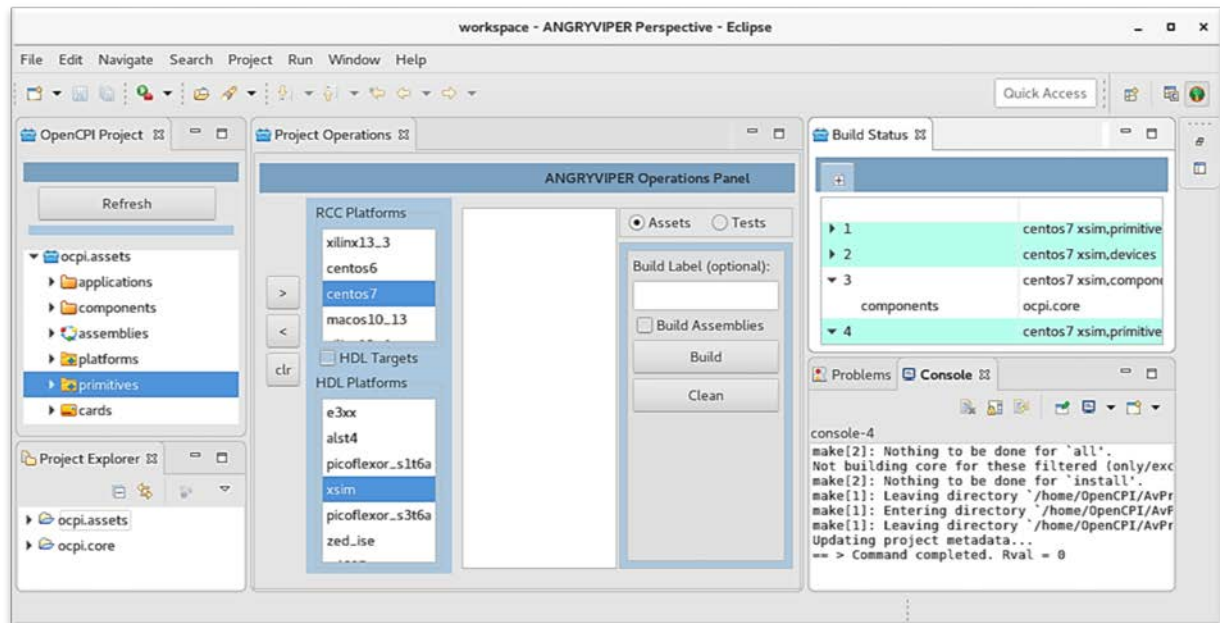 workspace - ANGRYVIPER Perspective - Eclipse
File Edit Navigate Search Project Run Window Help
Quick Access
OpenCPI Project
Refresh
ocpi.assets
applications
components
assemblies
platforms
primitives
cards
Project Explorer
ocpi.assets
ocpi.core
Project Operations
ANGRYVIPER Operations Panel
RCC Platforms
xilinx13_3
centos6
centos7
macos10_13
>
<
clr
HDL Targets
HDL Platforms
e3xx
alst4
picoflexor_s1t6a
xsim
picoflexor_s3t6a
zed_ise
Assets Tests
Build Label (optional):
Build Assemblies
Build
Clean
Build Status
1 centos7 xsim,primitive
2 centos7 xsim,devices
3 centos7 xsim,compon
components ocpi.core
4 centos7 xsim,primitive
Problems Console
console-4
make[2]: Nothing to be done for `all'.
Not building core for these filtered (only/exc
make[2]: Nothing to be done for `install'.
make[1]: Leaving directory `/home/OpenCPI/AvPr
make[1]: Entering directory `/home/OpenCPI/AvP
make[1]: Leaving directory `/home/OpenCPI/AvPr
Updating project metadata...
== > Command completed. Rval = 0